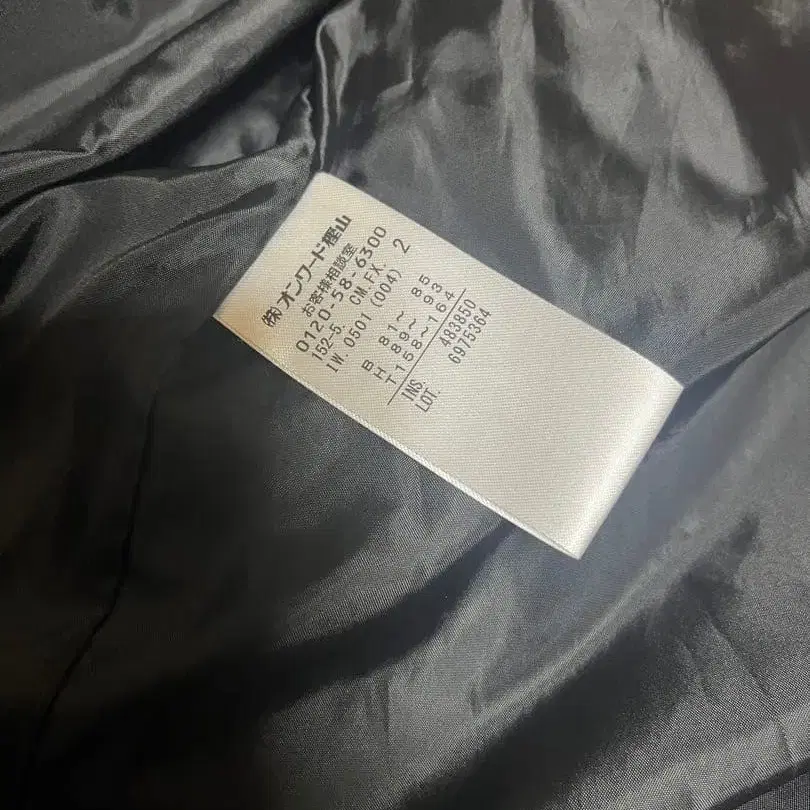 (株)オンワード樫山
お客様相談室
0120-58-6300
152-5. CM.FX. 2
IW.0501 (004)
B 81～ 85
H 89～ 93
T158～164
INS. 483850
LOT. 6975364